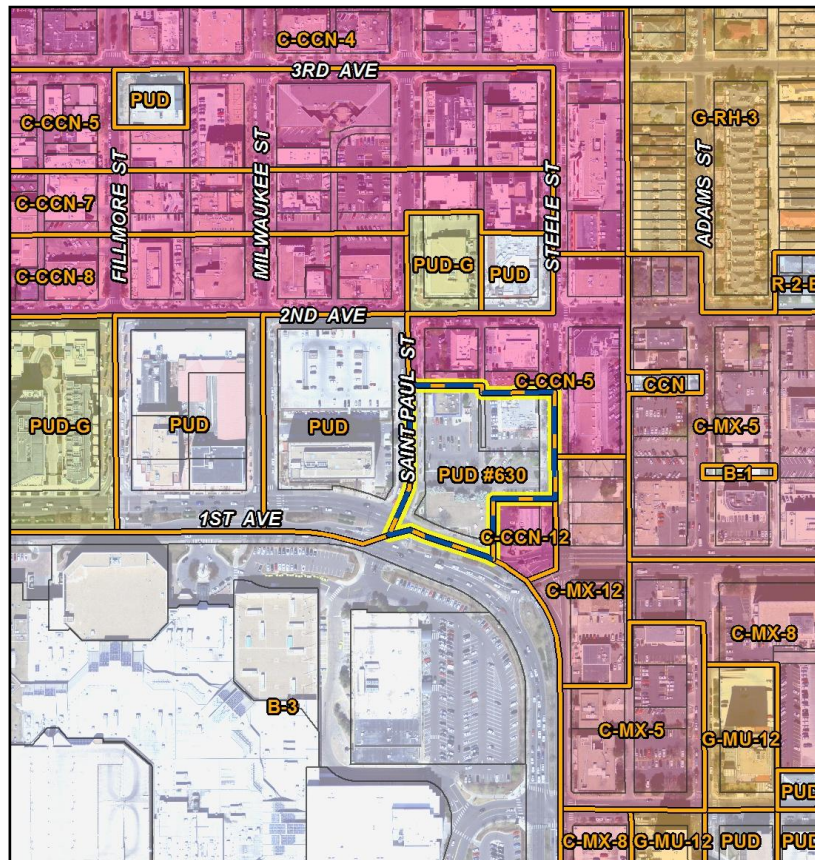 C-CCN-4
3RD AVE
C-CCN-5
PUD
G-RH-3
FILLMORE ST
MILWAUKEE ST
STEELE ST
ADAMS ST
C-CCN-7
C-CCN-8
PUD-G
PUD
R-2-
2ND AVE
SAINT PAUL ST
C-CCN-5
CCN
PUD-G
PUD
PUD
C-MX-5
PUD #630
B-1
1ST AVE
C-CCN-12
C-MX-12
C-MX-8
B-3
C-MX-5
G-MU-12
PUD
C-MX-8
G-MU-12
PUD
PUD